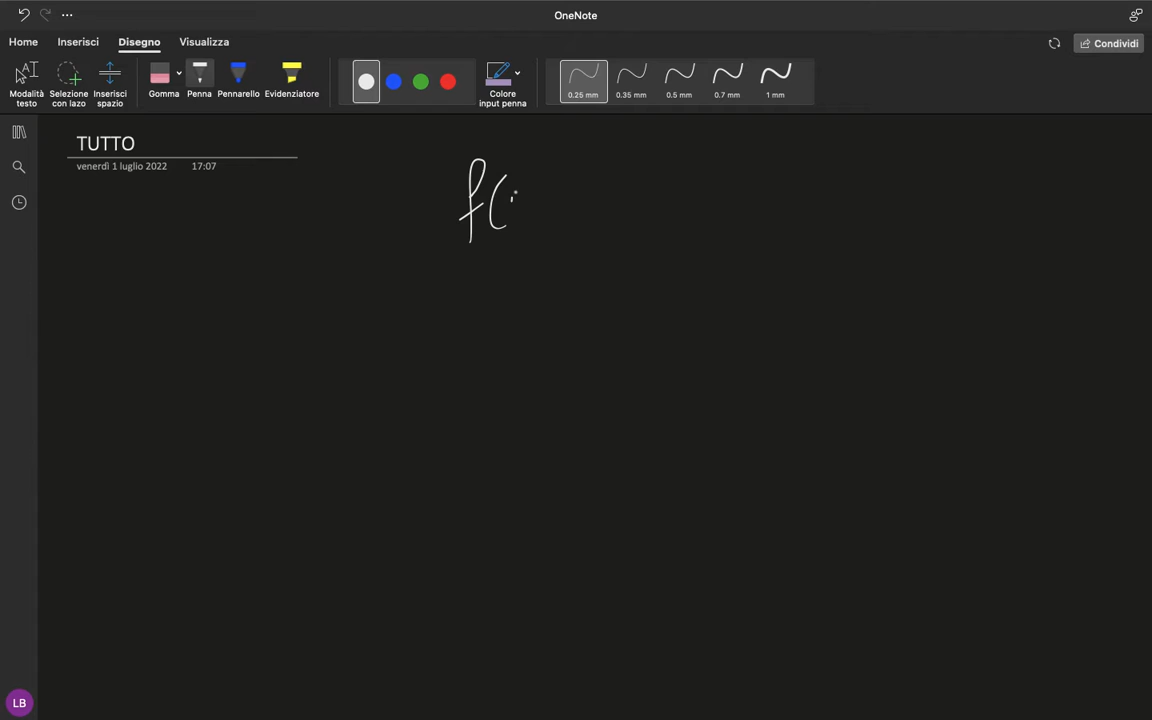 OneNote
Home Inserisci Disegno Visualizza
Condividi
Modalità testo
Selezione con lazo
Inserisci spazio
Gomma
Penna
Pennarello
Evidenziatore
Colore input penna
0.25 mm 0.35 mm 0.5 mm 0.7 mm 1 mm
TUTTO
venerdì 1 luglio 2022 17:07
f(
LB